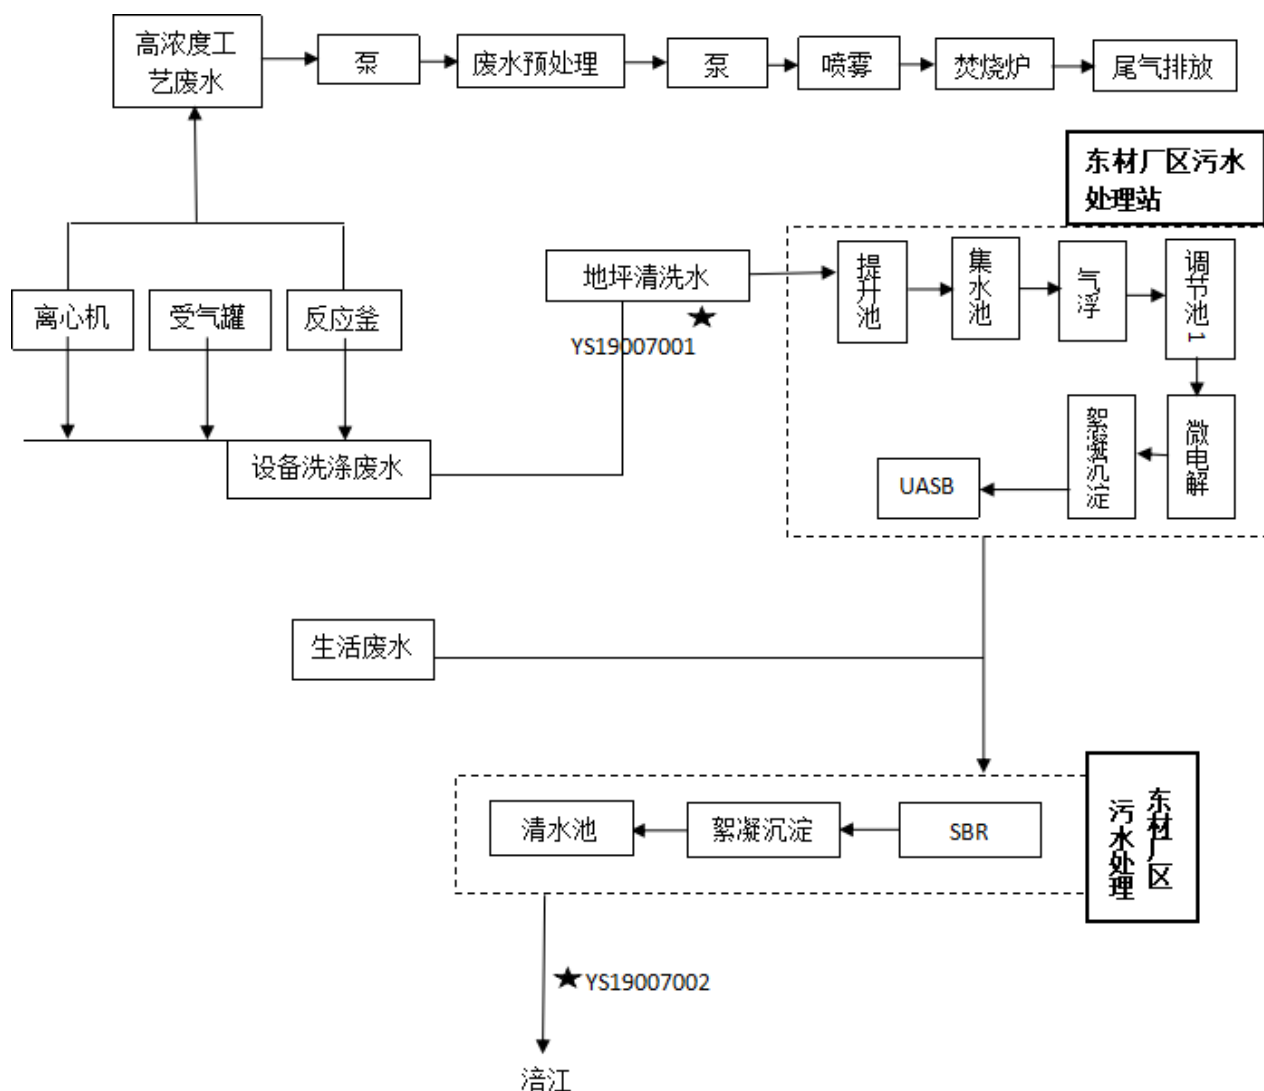 高浓度工
艺废水
泵
废水预处理
泵
喷雾
焚烧炉
尾气排放
东材厂区污水
处理站
地坪清洗水
YS19007001
提升池
集水池
气浮
调节池1
离心机
受气罐
反应釜
设备洗涤废水
UASB
絮凝沉淀
微电解
生活废水
清水池
絮凝沉淀
SBR
东材厂区
污水处理
YS19007002
涪江